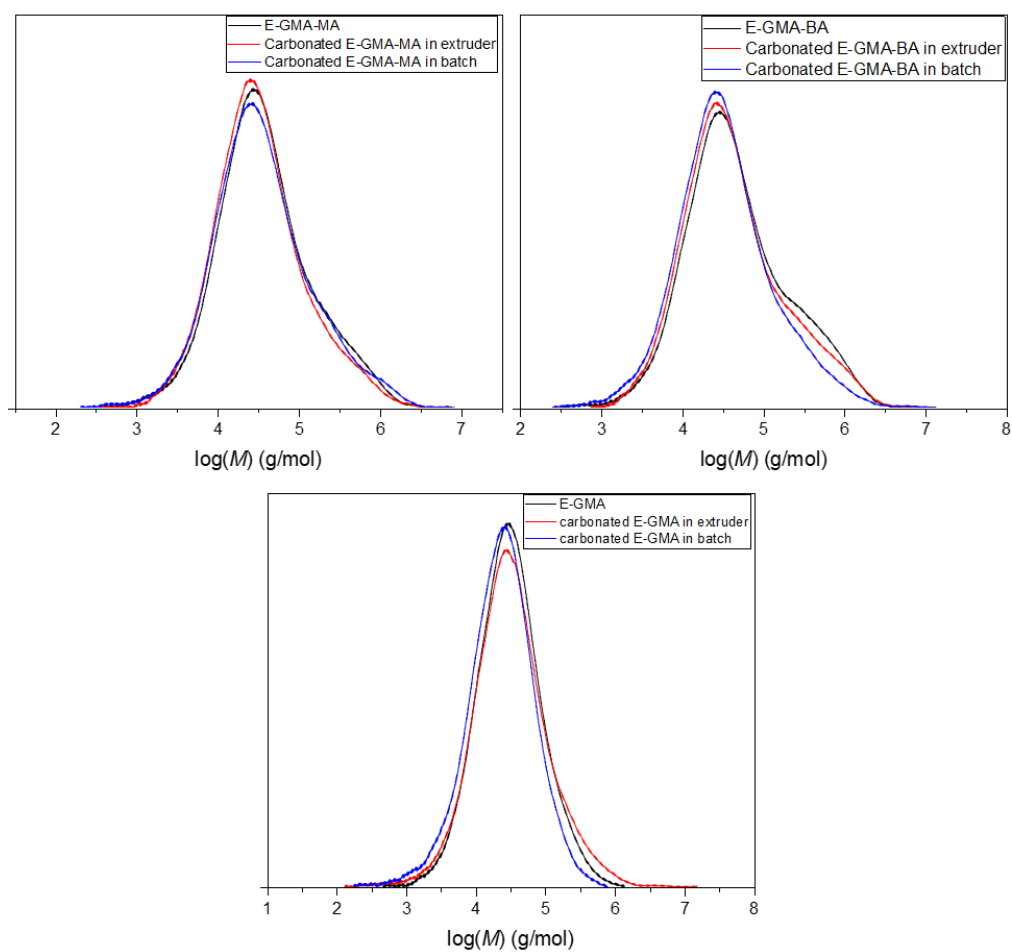 E-GMA-MA
Carbonated E-GMA-MA in extruder
Carbonated E-GMA-MA in batch
2 3 4 5 6 7
log(M) (g/mol)
E-GMA-BA
Carbonated E-GMA-BA in extruder
Carbonated E-GMA-BA in batch
2 3 4 5 6 7 8
log(M) (g/mol)
E-GMA
carbonated E-GMA in extruder
carbonated E-GMA in batch
1 2 3 4 5 6 7 8
log(M) (g/mol)